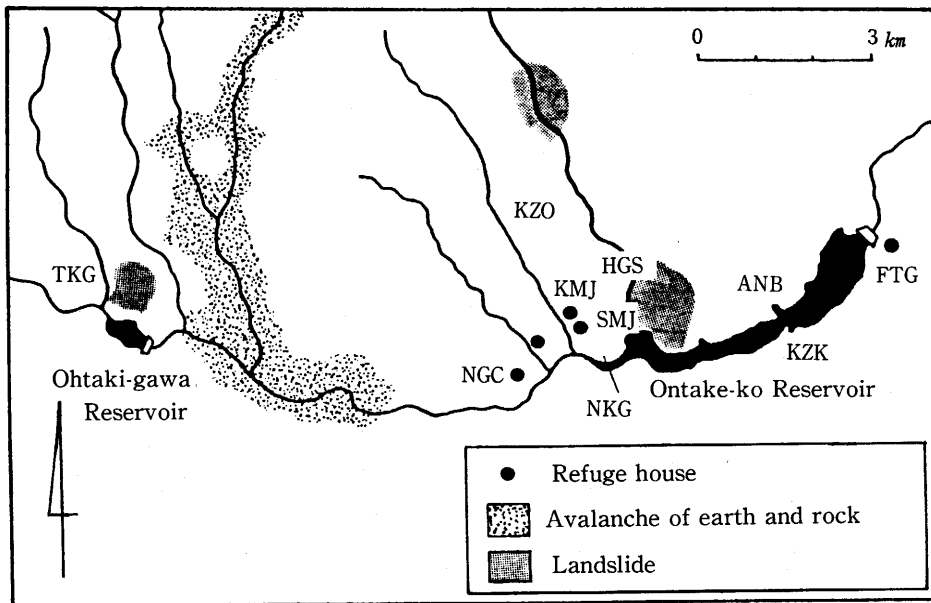 0 3 km
KZO
TKG
HGS
KMJ
SMJ
ANB
FTG
KZK
NGC
NKG
Ohtaki-gawa
Reservoir
Ontake-ko Reservoir
Refuge house
Avalanche of earth and rock
Landslide